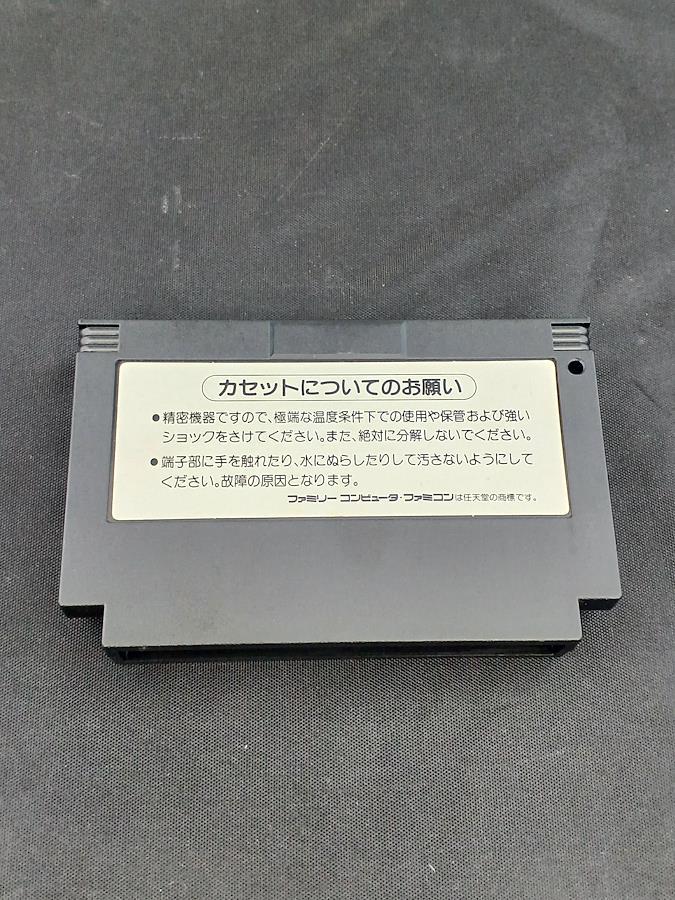 カセットについてのお願い
●精密機器ですので、極端な温度条件下での使用や保管および強い
ショックをさけてください。また、絶対に分解しないでください。
●端子部に手を触れたり、水にぬらしたりして汚さないようにして
ください。故障の原因となります。
ファミリー コンピュータ・ファミコンは任天堂の商標です。